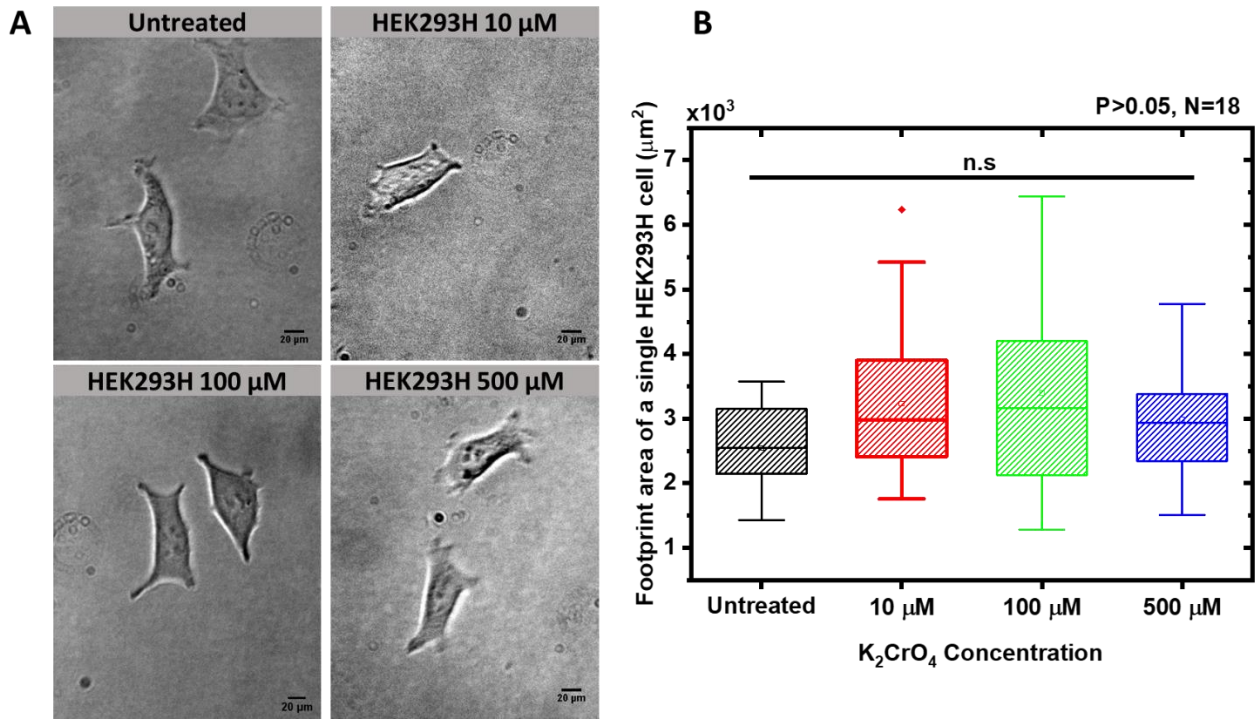 A
Untreated
HEK293H 10 µM
20 µm
20 µm
HEK293H 100 µM
HEK293H 500 µM
20 µm
20 µm
B
x10³
P>0.05, N=18
n.s
Footprint area of a single HEK293H cell (µm²)
7
6
5
4
3
2
1
Untreated
10 µM
100 µM
500 µM
K₂CrO₄ Concentration